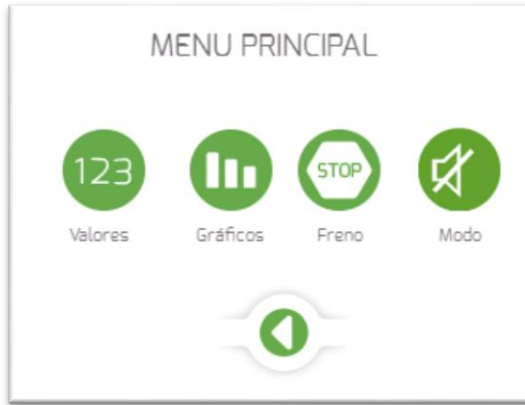 MENU PRINCIPAL
123
STOP
Valores
Gráficos
Freno
Modo